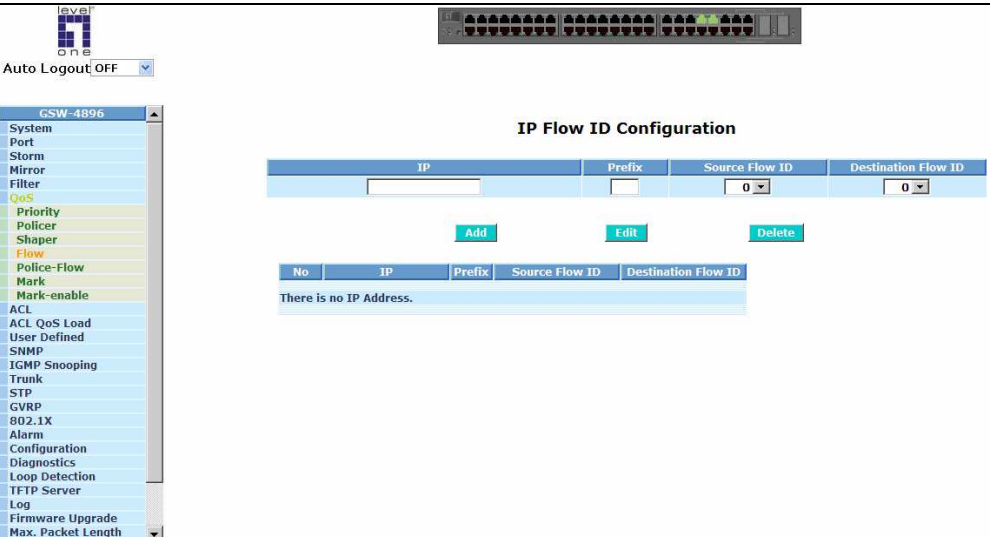 level
one
Auto Logout OFF
GSW-4896
System
Port
Storm
Mirror
Filter
QoS
Priority
Policer
Shaper
Flow
Police-Flow
Mark
Mark-enable
ACL
ACL QoS Load
User Defined
SNMP
IGMP Snooping
Trunk
STP
GVRP
802.1X
Alarm
Configuration
Diagnostics
Loop Detection
TFTP Server
Log
Firmware Upgrade
Max. Packet Length
IP Flow ID Configuration
IP Prefix Source Flow ID Destination Flow ID
0 0
Add Edit Delete
No IP Prefix Source Flow ID Destination Flow ID
There is no IP Address.